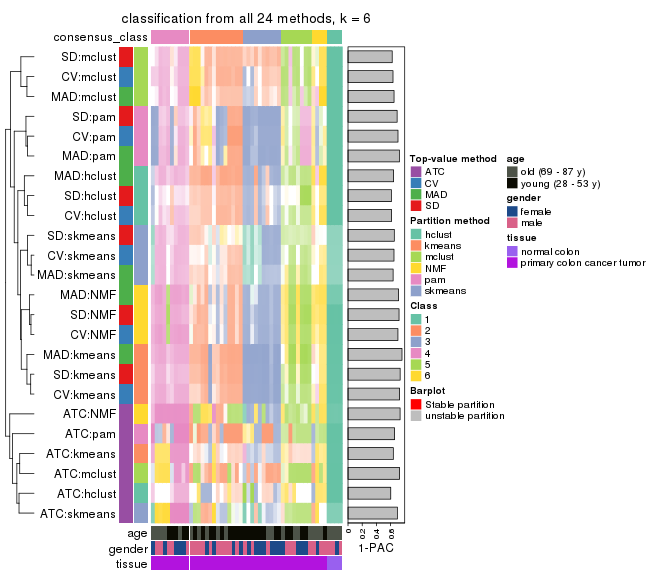 classification from all 24 methods, k = 6
consensus_class
SD:mclust
CV:mclust
MAD:mclust
SD:pam
CV:pam
MAD:pam
MAD:hclust
SD:hclust
CV:hclust
SD:skmeans
CV:skmeans
MAD:skmeans
MAD:NMF
SD:NMF
CV:NMF
MAD:kmeans
SD:kmeans
CV:kmeans
ATC:NMF
ATC:pam
ATC:kmeans
ATC:mclust
ATC:hclust
ATC:skmeans
age
gender
tissue
0
0.2
0.4
0.6
0.8
1-PAC
Top-value method
ATC
CV
MAD
SD
Partition method
hclust
kmeans
mclust
NMF
pam
skmeans
Class
1
2
3
4
5
6
Barplot
Stable partition
unstable partition
age
old (69 - 87 y)
young (28 - 53 y)
gender
female
male
tissue
normal colon
primary colon cancer tumor